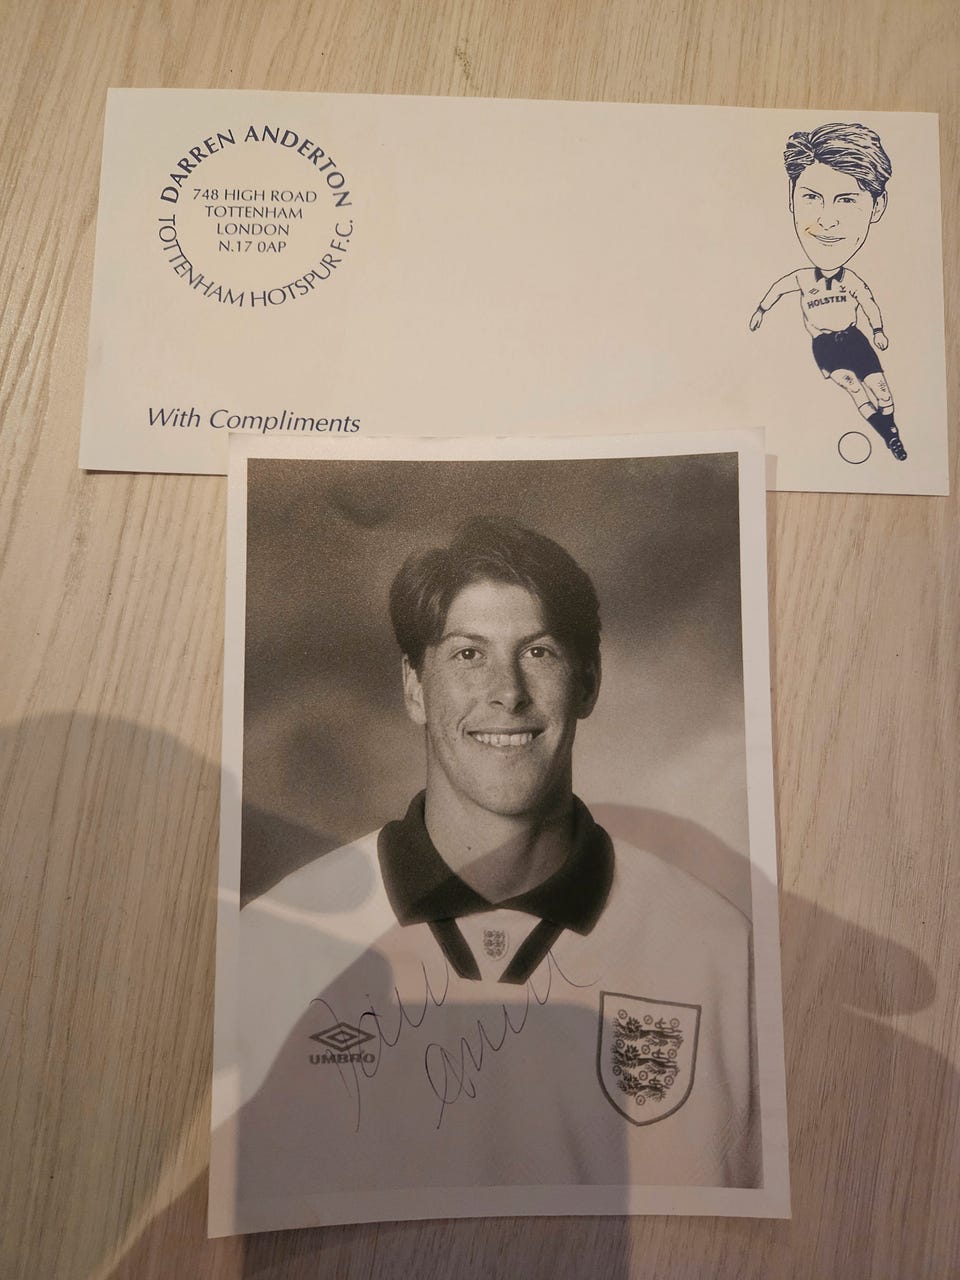 DARREN ANDERTON
748 HIGH ROAD
TOTTENHAM
LONDON
N.17 0AP
TOTTENHAM HOTSPUR F.C.
HOLSTEN
With Compliments
UMBRO